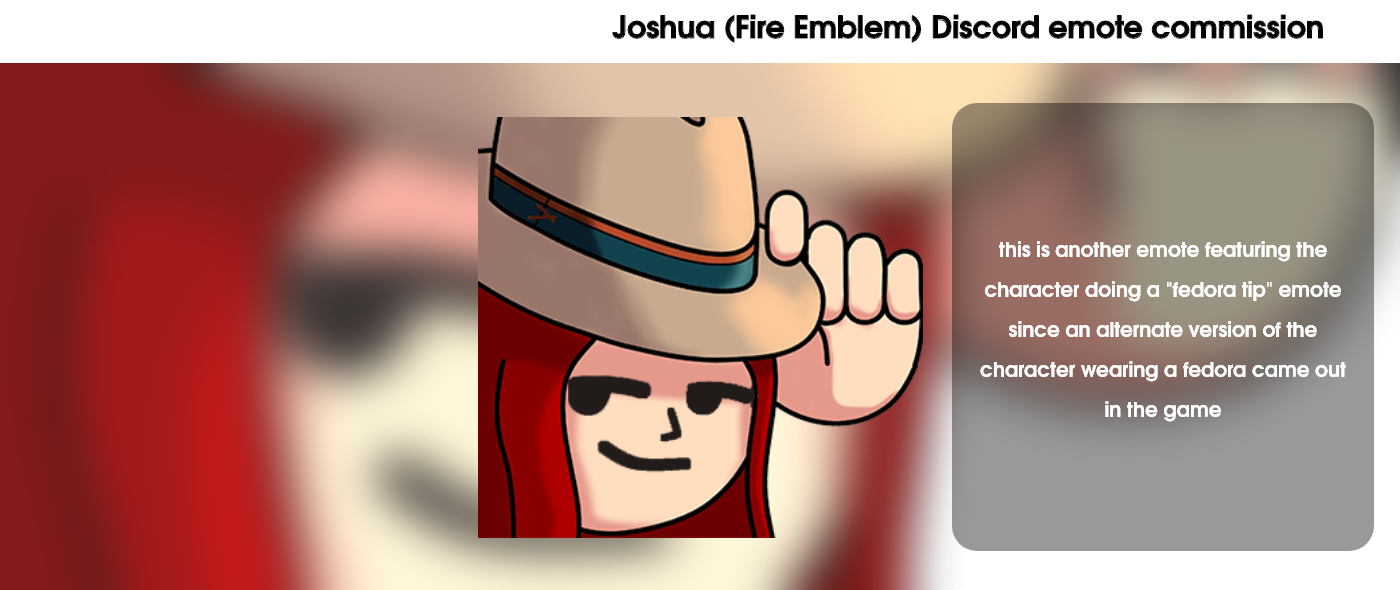 Joshua (Fire Emblem) Discord emote commission
this is another emote featuring the
character doing a "fedora tip" emote
since an alternate version of the
character wearing a fedora came out
in the game